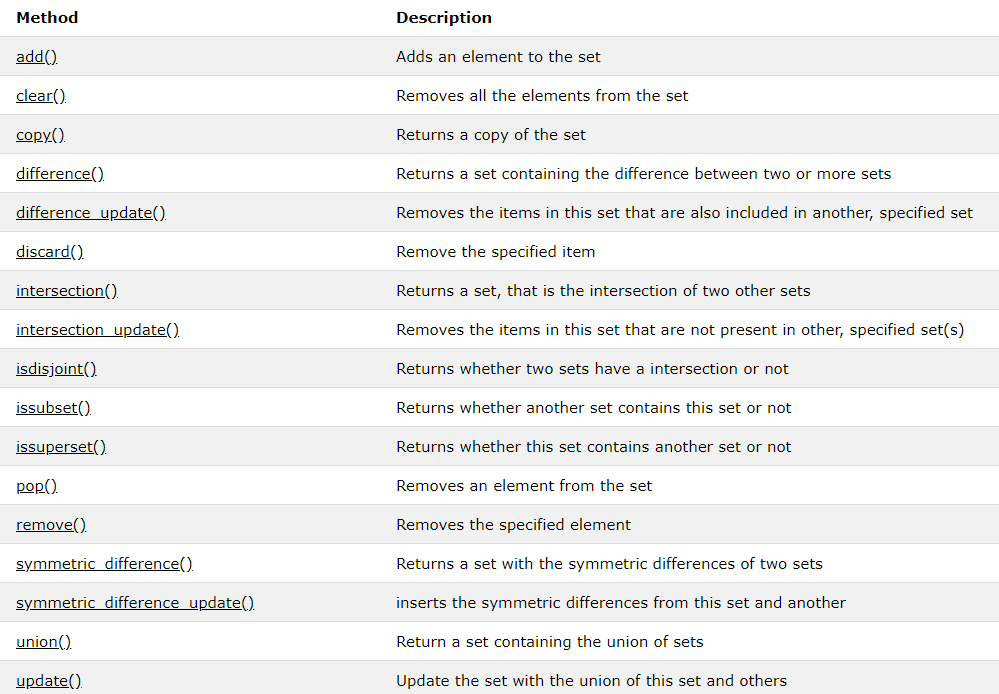 Method Description
add() Adds an element to the set
clear() Removes all the elements from the set
copy() Returns a copy of the set
difference() Returns a set containing the difference between two or more sets
difference_update() Removes the items in this set that are also included in another, specified set
discard() Remove the specified item
intersection() Returns a set, that is the intersection of two other sets
intersection_update() Removes the items in this set that are not present in other, specified set(s)
isdisjoint() Returns whether two sets have a intersection or not
issubset() Returns whether another set contains this set or not
issuperset() Returns whether this set contains another set or not
pop() Removes an element from the set
remove() Removes the specified element
symmetric_difference() Returns a set with the symmetric differences of two sets
symmetric_difference_update() inserts the symmetric differences from this set and another
union() Return a set containing the union of sets
update() Update the set with the union of this set and others